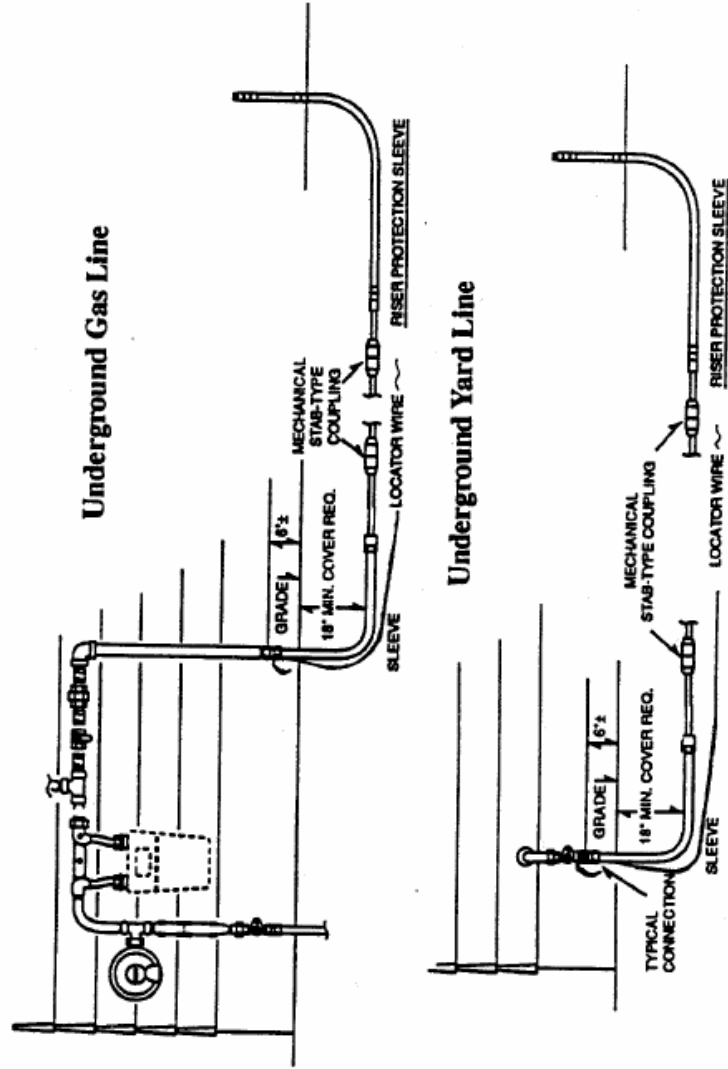 Underground Gas Line
MECHANICAL
STAB-TYPE
COUPLING
GRADE
6"±
18" MIN. COVER REQ.
SLEEVE
LOCATOR WIRE
RISER PROTECTION SLEEVE
Underground Yard Line
MECHANICAL
STAB-TYPE COUPLING
GRADE
6"±
18" MIN. COVER REQ.
TYPICAL
CONNECTION
SLEEVE
LOCATOR WIRE
RISER PROTECTION SLEEVE